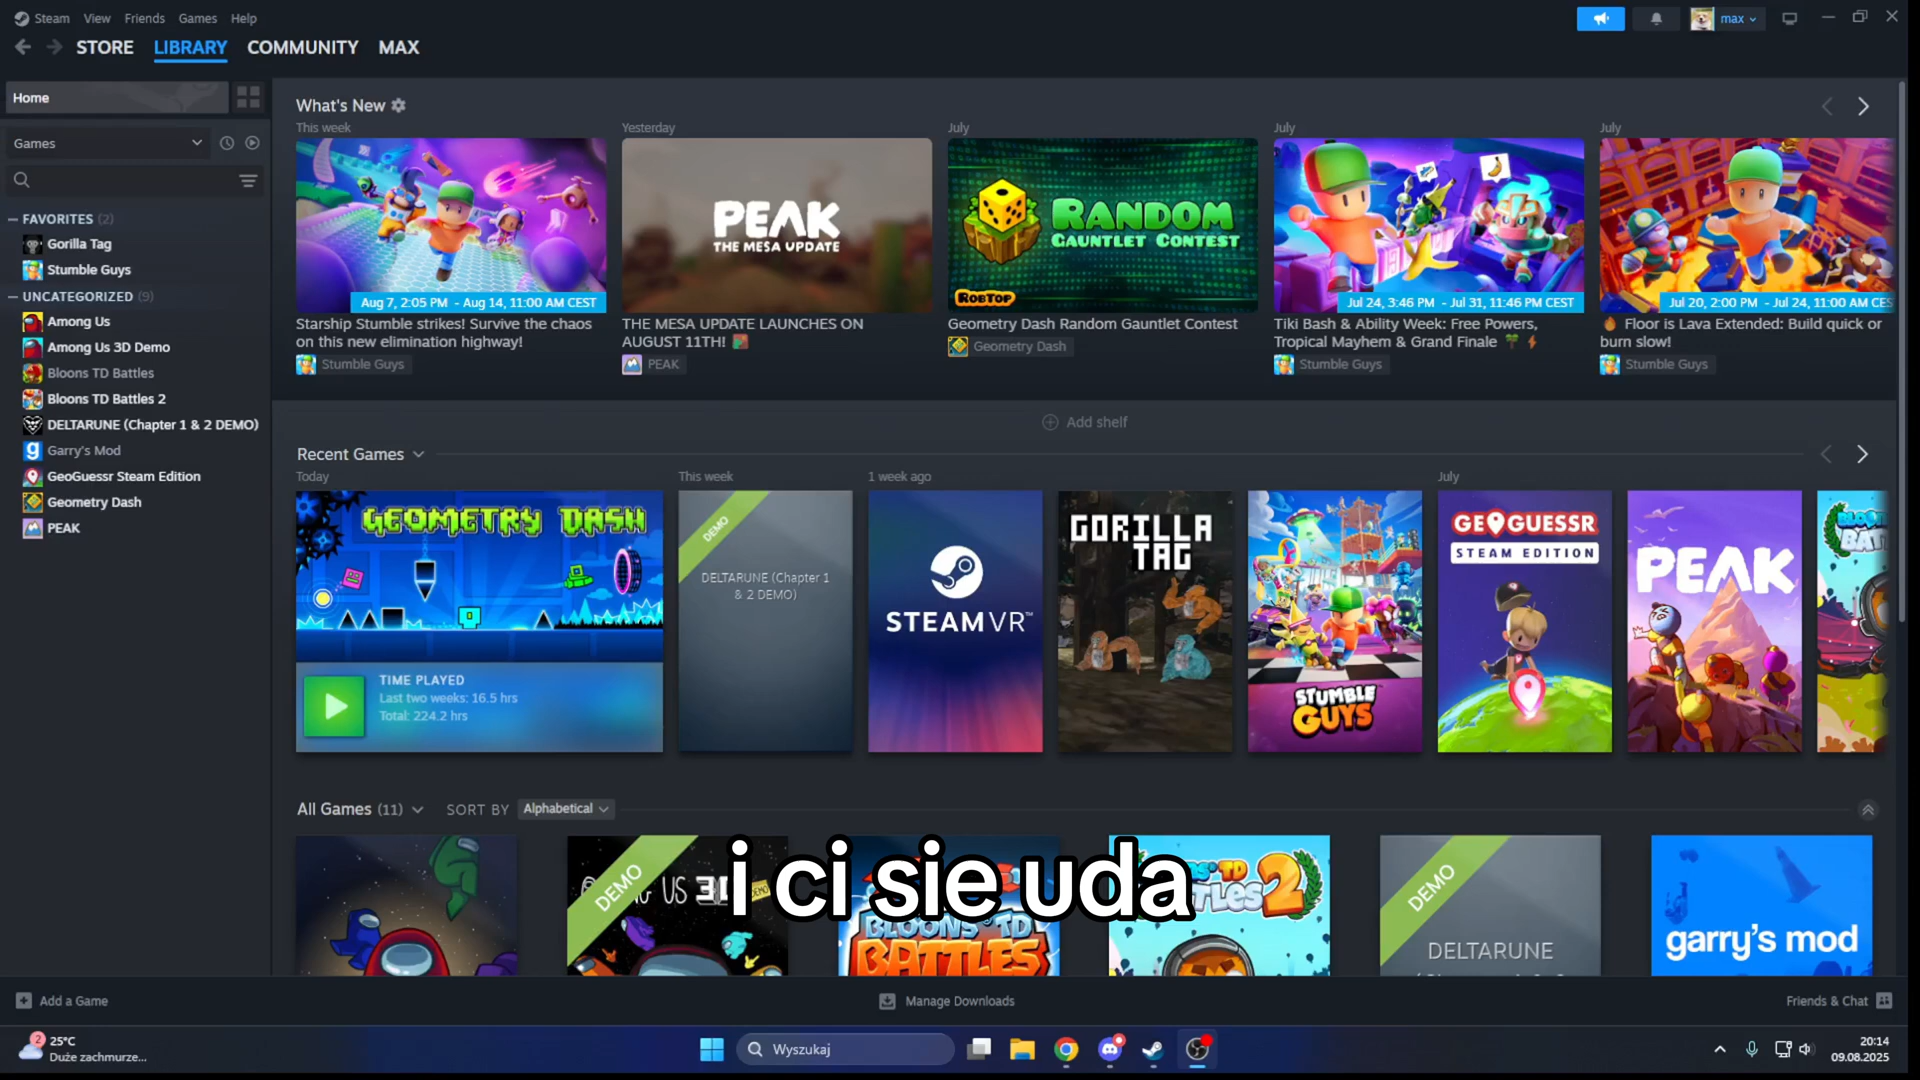 Steam View Friends Games Help
max
STORE LIBRARY COMMUNITY MAX
Home
Games
FAVORITES (2)
Gorilla Tag
Stumble Guys
UNCATEGORIZED (9)
Among Us
Among Us 3D Demo
Bloons TD Battles
Bloons TD Battles 2
DELTARUNE (Chapter 1 & 2 DEMO)
Garry's Mod
GeoGuessr Steam Edition
Geometry Dash
PEAK
What's New
This week
Aug 7, 2:05 PM - Aug 14, 11:00 AM CEST
Starship Stumble strikes! Survive the chaos
on this new elimination highway!
Stumble Guys
Yesterday
PEAK
THE MESA UPDATE
THE MESA UPDATE LAUNCHES ON
AUGUST 11TH!
PEAK
July
RANDOM
GAUNTLET CONTEST
ROBTOP
Geometry Dash Random Gauntlet Contest
Geometry Dash
July
Jul 24, 3:46 PM - Jul 31, 11:46 PM CEST
Tiki Bash & Ability Week: Free Powers,
Tropical Mayhem & Grand Finale
Stumble Guys
July
Jul 20, 2:00 PM - Jul 24, 11:00 AM CES
Floor is Lava Extended: Build quick or
burn slow!
Stumble Guys
Add shelf
Recent Games
Today
GEOMETRY DASH
TIME PLAYED
Last two weeks: 16.5 hrs
Total: 224.2 hrs
This week
DEMO
DELTARUNE (Chapter 1
& 2 DEMO)
1 week ago
STEAM VR™
GORILLA
TAG
STUMBLE
GUYS
July
GEOGUESSR
STEAM EDITION
PEAK
All Games (11) SORT BY Alphabetical
DEMO
US 3D
BLOONS TD
BATTLES
2
DEMO
DELTARUNE
garry's mod
i ci sie uda
Add a Game
Manage Downloads
Friends & Chat
2
25°C
Duże zachmurze...
Wyszukaj
20:14
09.08.2025